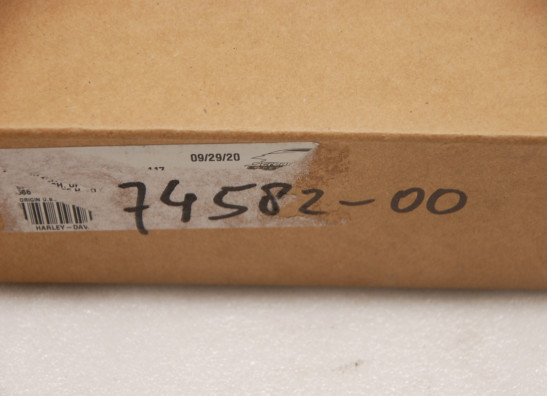 09/29/20
ORIGIN U.S.
74582-00
HARLEY-DAV